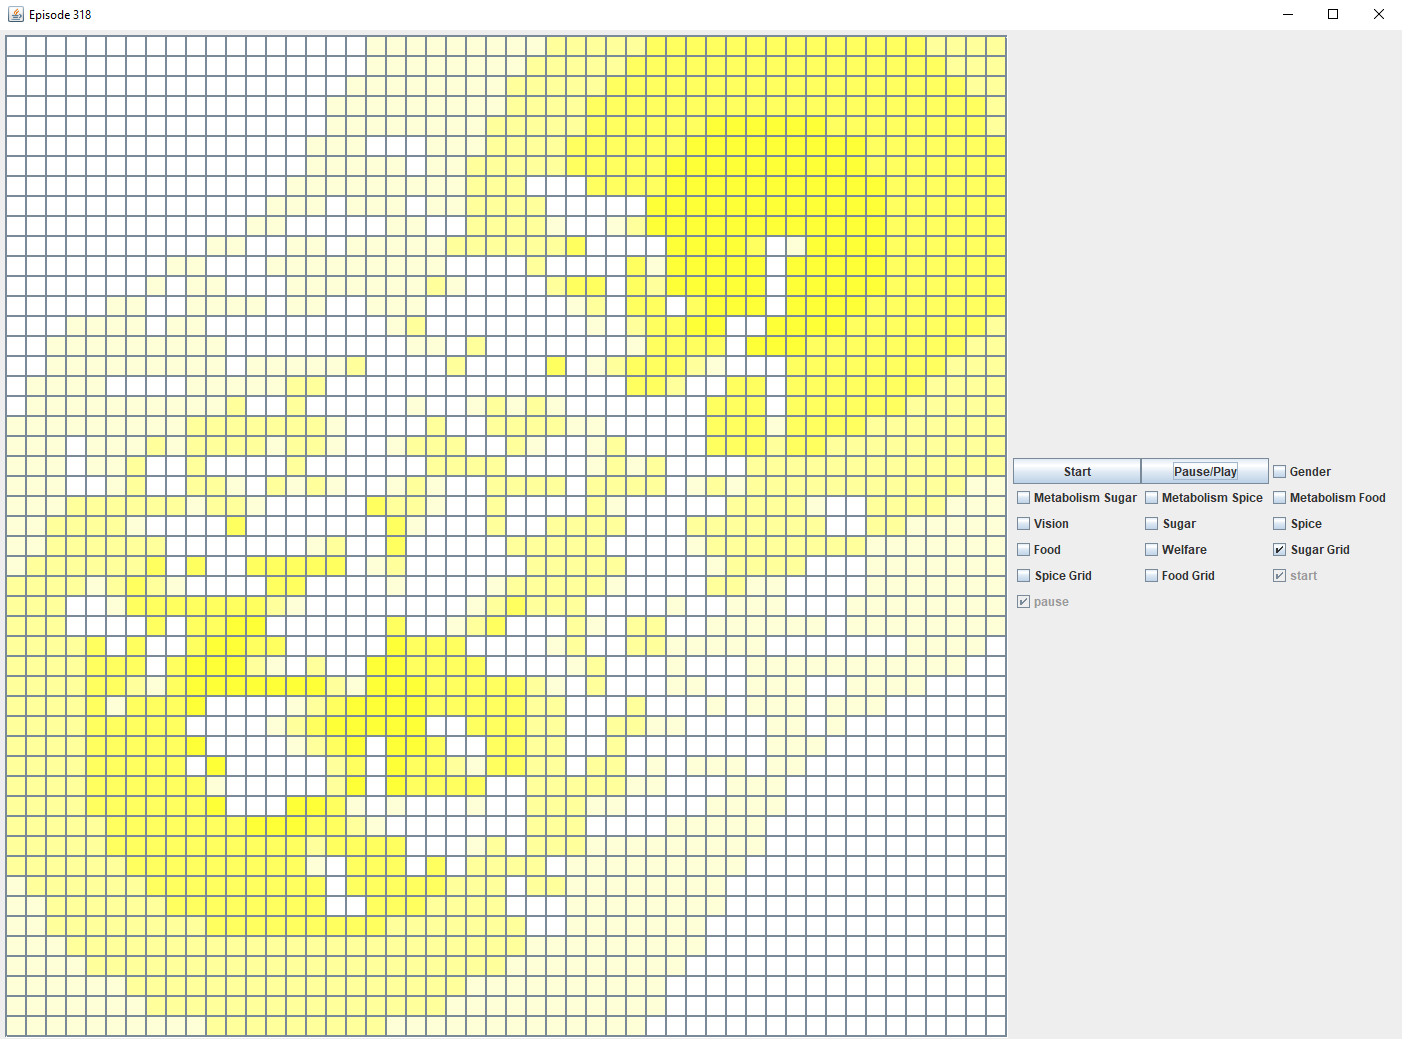 Episode 318
Start Pause/Play Gender
Metabolism Sugar Metabolism Spice Metabolism Food
Vision Sugar Spice
Food Welfare Sugar Grid
Spice Grid Food Grid start
pause